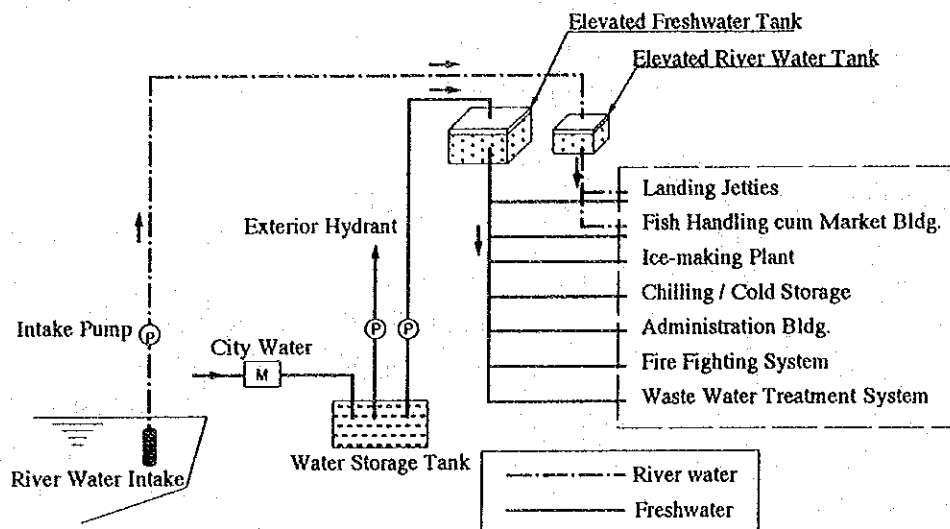 Elevated Freshwater Tank
Elevated River Water Tank
Landing Jetties
Fish Handling cum Market Bldg.
Exterior Hydrant
Ice-making Plant
Chilling / Cold Storage
Intake Pump
P
P
P
Administration Bldg.
City Water
Fire Fighting System
M
Waste Water Treatment System
Water Storage Tank
River Water Intake
River water
Freshwater